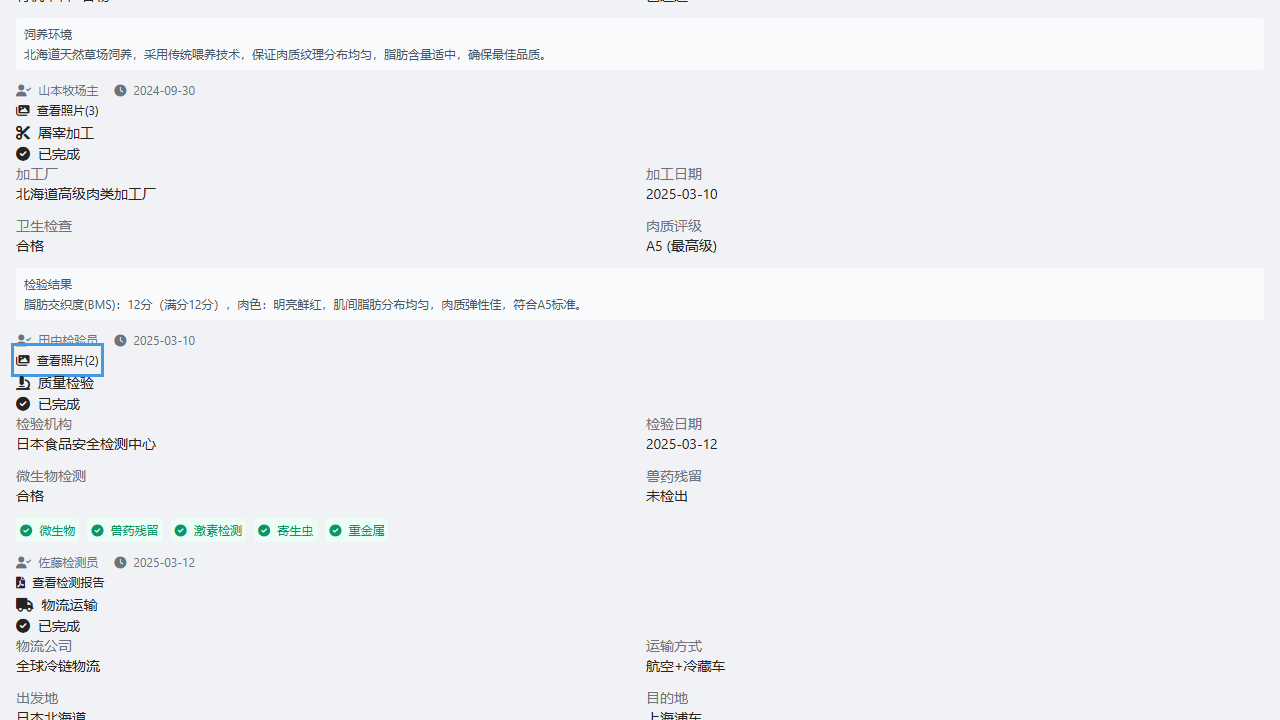 饲养环境
北海道天然草场饲养，采用传统喂养技术，保证肉质纹理分布均匀，脂肪含量适中，确保最佳品质。
山本牧场主 2024-09-30
查看照片(3)
屠宰加工
已完成
加工厂 加工日期
北海道高级肉类加工厂 2025-03-10
卫生检查 肉质评级
合格 A5 (最高级)
检验结果
脂肪交织度(BMS)：12分（满分12分），肉色：明亮鲜红，肌间脂肪分布均匀，肉质弹性佳，符合A5标准。
田中检验员 2025-03-10
查看照片(2)
质量检验
已完成
检验机构 检验日期
日本食品安全检测中心 2025-03-12
微生物检测 兽药残留
合格 未检出
微生物 兽药残留 激素检测 寄生虫 重金属
佐藤检测员 2025-03-12
查看检测报告
物流运输
已完成
物流公司 运输方式
全球冷链物流 航空+冷藏车
出发地 目的地
日本北海道 上海浦东